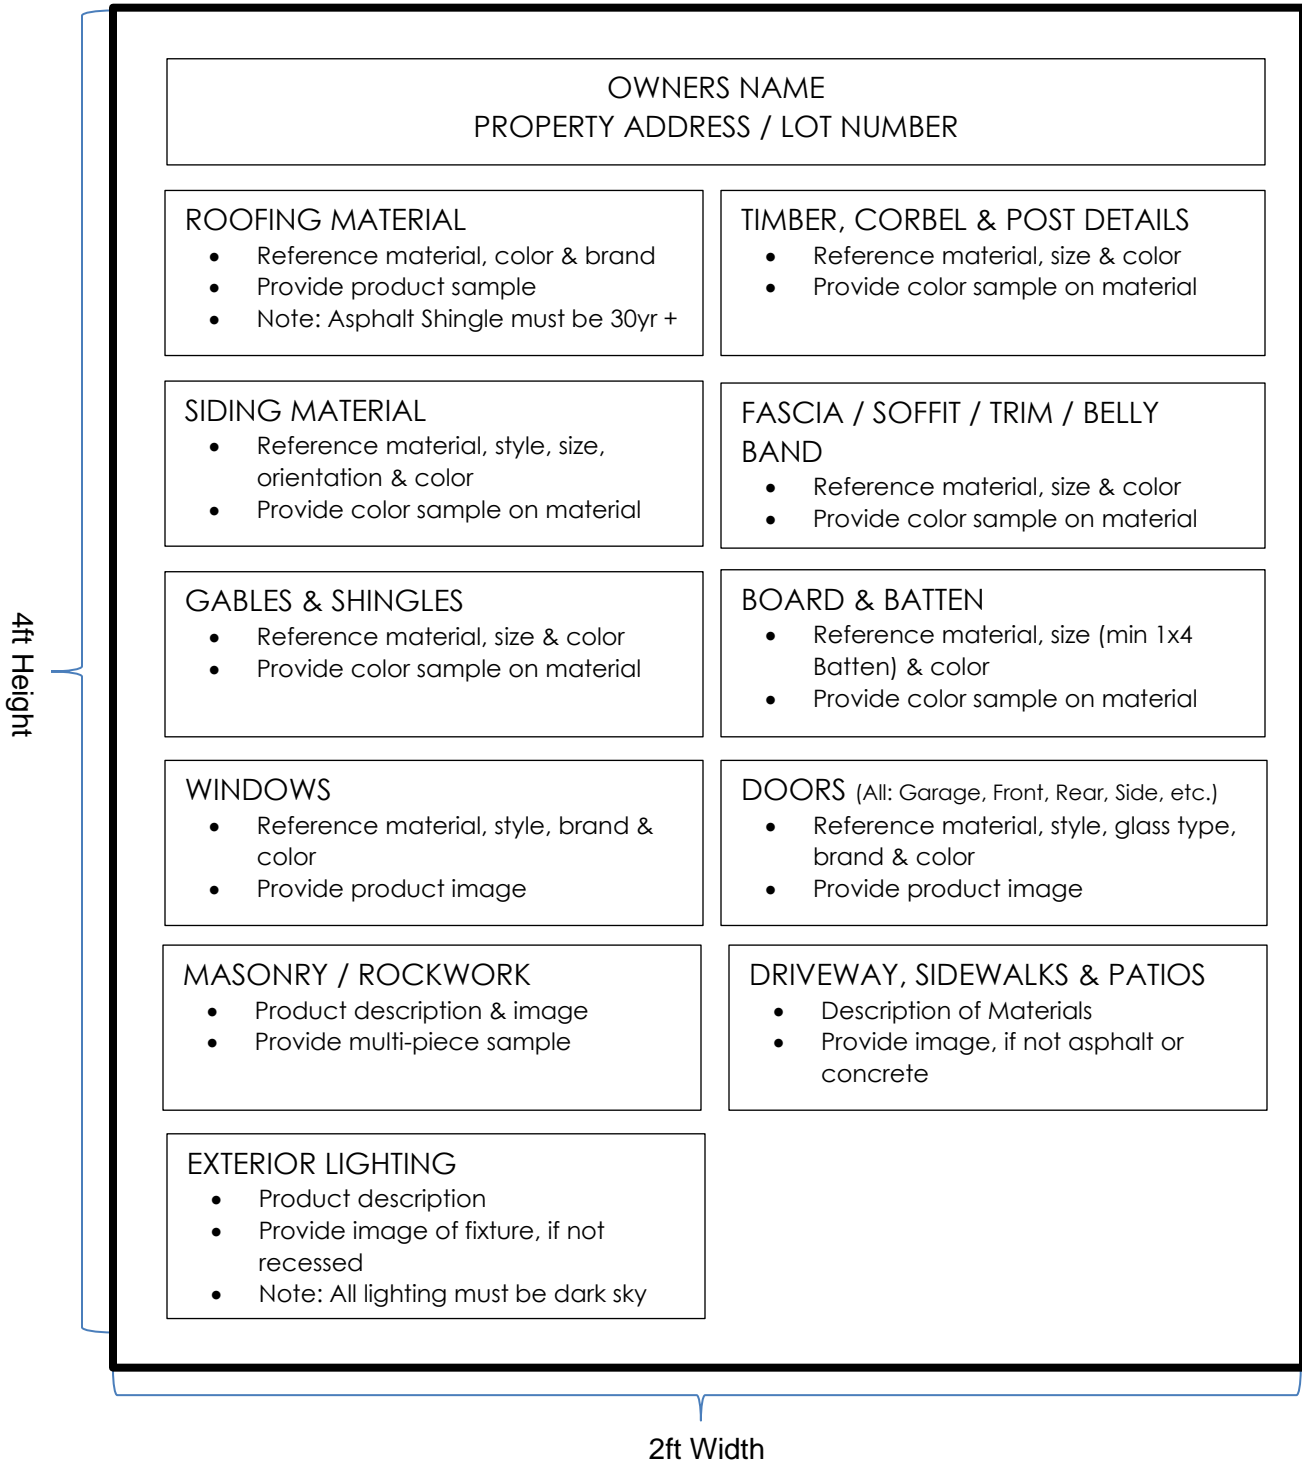 OWNERS NAME
PROPERTY ADDRESS / LOT NUMBER
ROOFING MATERIAL
• Reference material, color & brand
• Provide product sample
• Note: Asphalt Shingle must be 30yr +
TIMBER, CORBEL & POST DETAILS
• Reference material, size & color
• Provide color sample on material
SIDING MATERIAL
• Reference material, style, size,
orientation & color
• Provide color sample on material
FASCIA / SOFFIT / TRIM / BELLY
BAND
• Reference material, size & color
• Provide color sample on material
GABLES & SHINGLES
• Reference material, size & color
• Provide color sample on material
BOARD & BATTEN
• Reference material, size (min 1x4
Batten) & color
• Provide color sample on material
WINDOWS
• Reference material, style, brand &
color
• Provide product image
DOORS (All: Garage, Front, Rear, Side, etc.)
• Reference material, style, glass type,
brand & color
• Provide product image
MASONRY / ROCKWORK
• Product description & image
• Provide multi-piece sample
DRIVEWAY, SIDEWALKS & PATIOS
• Description of Materials
• Provide image, if not asphalt or
concrete
EXTERIOR LIGHTING
• Product description
• Provide image of fixture, if not
recessed
• Note: All lighting must be dark sky
4ft Height
2ft Width